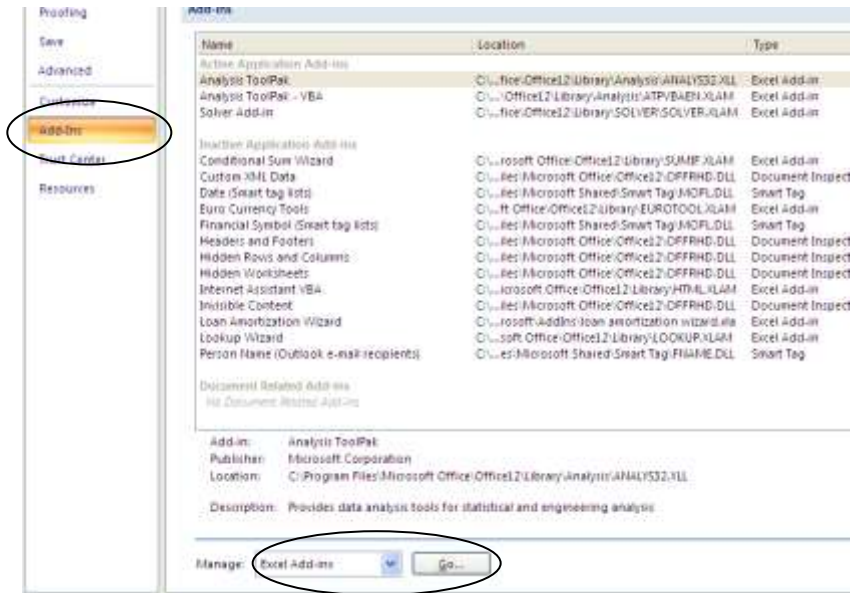 Proofing
Save
Advanced
Customize
Add-Ins
Trust Center
Resources
Add-Ins
Name Location Type
Active Application Add-ins
Analysis ToolPak C:\...fice\Office12\Library\Analysis\ANALYS32.XLL Excel Add-in
Analysis ToolPak - VBA C:\...\Office12\Library\Analysis\ATPVBAEN.XLAM Excel Add-in
Solver Add-in C:\...fice\Office12\Library\SOLVER\SOLVER.XLAM Excel Add-in
Inactive Application Add-ins
Conditional Sum Wizard C:\...rosoft Office\Office12\Library\SUMIF.XLAM Excel Add-in
Custom XML Data C:\...iles\Microsoft Office\Office12\OFFRHD.DLL Document Inspect
Date (Smart tag lists) C:\...iles\Microsoft Shared\Smart Tag\MOFL.DLL Smart Tag
Euro Currency Tools C:\...ft Office\Office12\Library\EUROTOOL.XLAM Excel Add-in
Financial Symbol (Smart tag lists) C:\...iles\Microsoft Shared\Smart Tag\MOFL.DLL Smart Tag
Headers and Footers C:\...iles\Microsoft Office\Office12\OFFRHD.DLL Document Inspect
Hidden Rows and Columns C:\...iles\Microsoft Office\Office12\OFFRHD.DLL Document Inspect
Hidden Worksheets C:\...iles\Microsoft Office\Office12\OFFRHD.DLL Document Inspect
Internet Assistant VBA C:\...icrosoft Office\Office12\Library\HTML.XLAM Excel Add-in
Invisible Content C:\...iles\Microsoft Office\Office12\OFFRHD.DLL Document Inspect
Loan Amortization Wizard C:\...rosoft\AddIns\loan amortization wizard.xla Excel Add-in
Lookup Wizard C:\...soft Office\Office12\Library\LOOKUP.XLAM Excel Add-in
Person Name (Outlook e-mail recipients) C:\...es\Microsoft Shared\Smart Tag\FNAME.DLL Smart Tag
Document Related Add-ins
No Document Related Add-ins
Add-in: Analysis ToolPak
Publisher: Microsoft Corporation
Location: C:\Program Files\Microsoft Office\Office12\Library\Analysis\ANALYS32.XLL
Description: Provides data analysis tools for statistical and engineering analysis
Manage: Excel Add-ins Go...